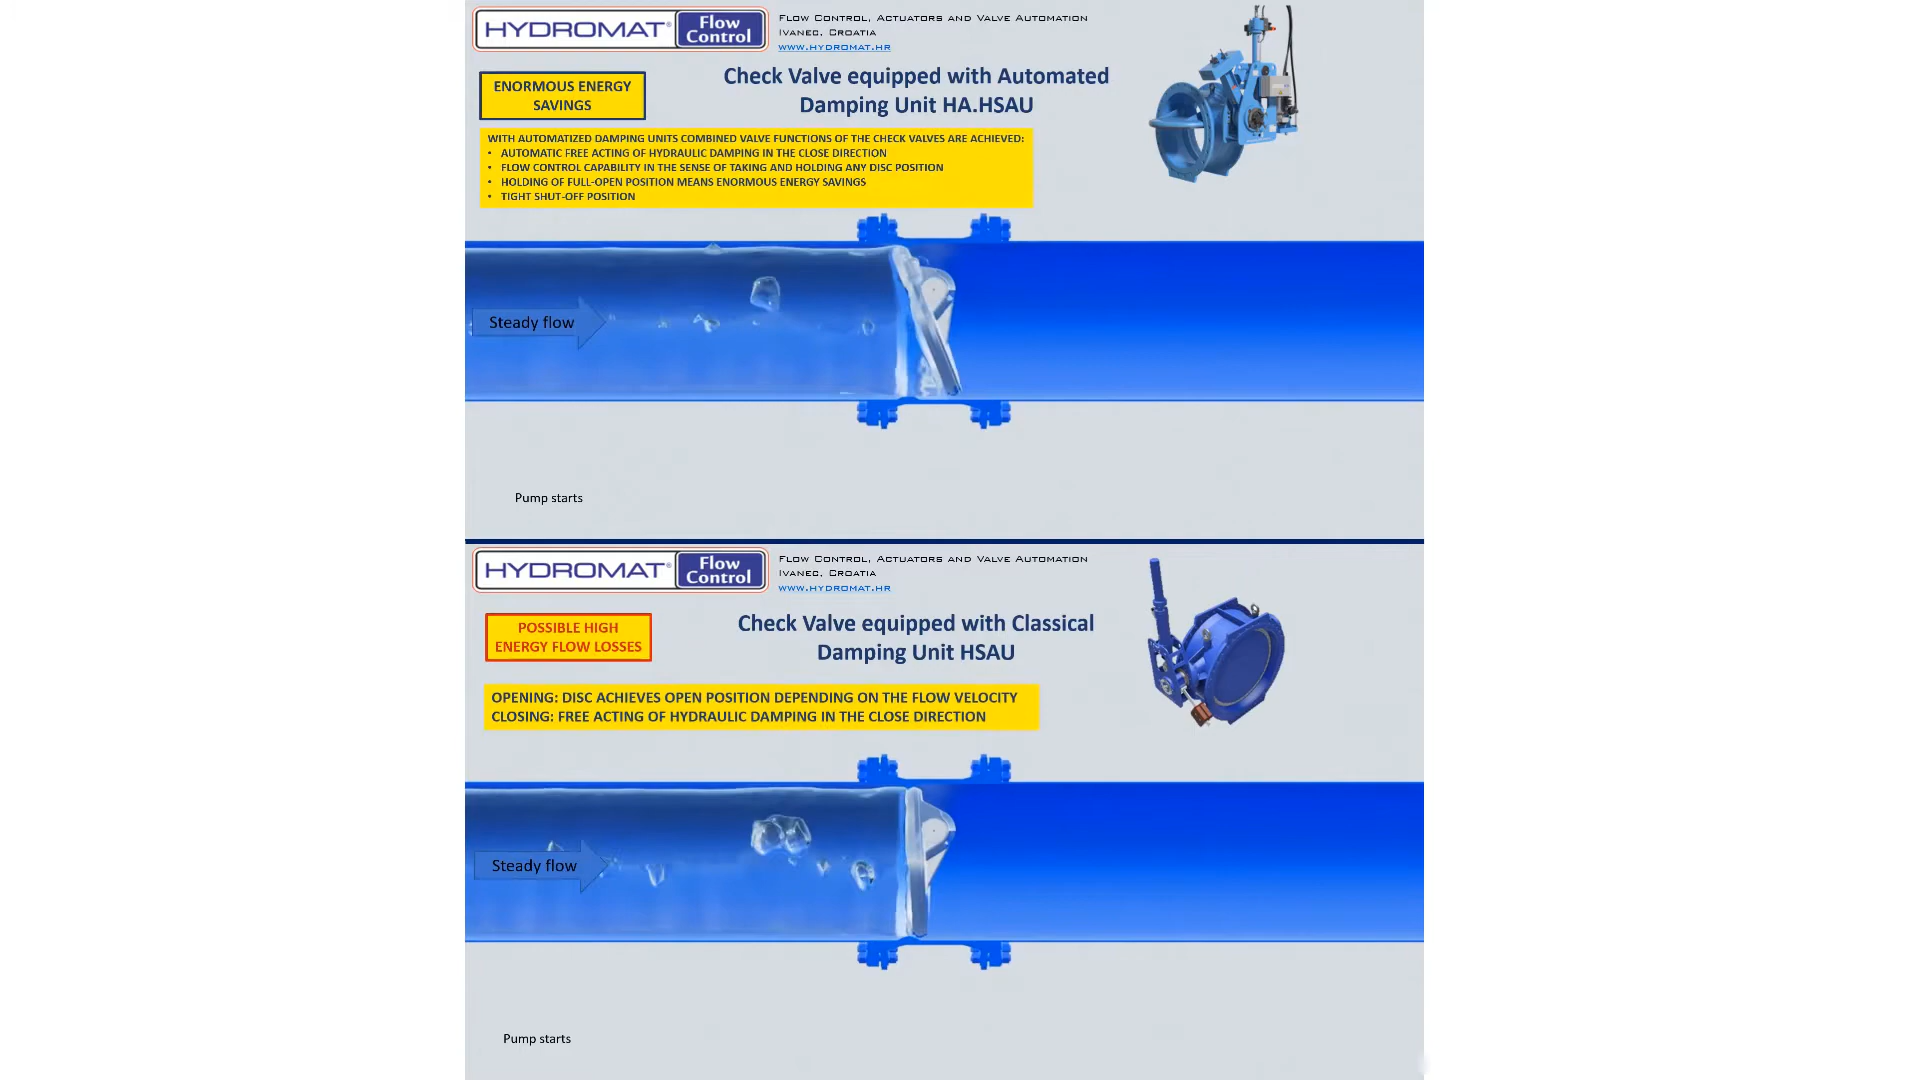 HYDROMAT® Flow Control
Flow Control, Actuators and Valve Automation
Ivanec, Croatia
www.hydromat.hr
ENORMOUS ENERGY
SAVINGS
Check Valve equipped with Automated
Damping Unit HA.HSAU
WITH AUTOMATIZED DAMPING UNITS COMBINED VALVE FUNCTIONS OF THE CHECK VALVES ARE ACHIEVED:
• AUTOMATIC FREE ACTING OF HYDRAULIC DAMPING IN THE CLOSE DIRECTION
• FLOW CONTROL CAPABILITY IN THE SENSE OF TAKING AND HOLDING ANY DISC POSITION
• HOLDING OF FULL-OPEN POSITION MEANS ENORMOUS ENERGY SAVINGS
• TIGHT SHUT-OFF POSITION
Steady flow
Pump starts
HYDROMAT® Flow Control
Flow Control, Actuators and Valve Automation
Ivanec, Croatia
www.hydromat.hr
POSSIBLE HIGH
ENERGY FLOW LOSSES
Check Valve equipped with Classical
Damping Unit HSAU
OPENING: DISC ACHIEVES OPEN POSITION DEPENDING ON THE FLOW VELOCITY
CLOSING: FREE ACTING OF HYDRAULIC DAMPING IN THE CLOSE DIRECTION
Steady flow
Pump starts